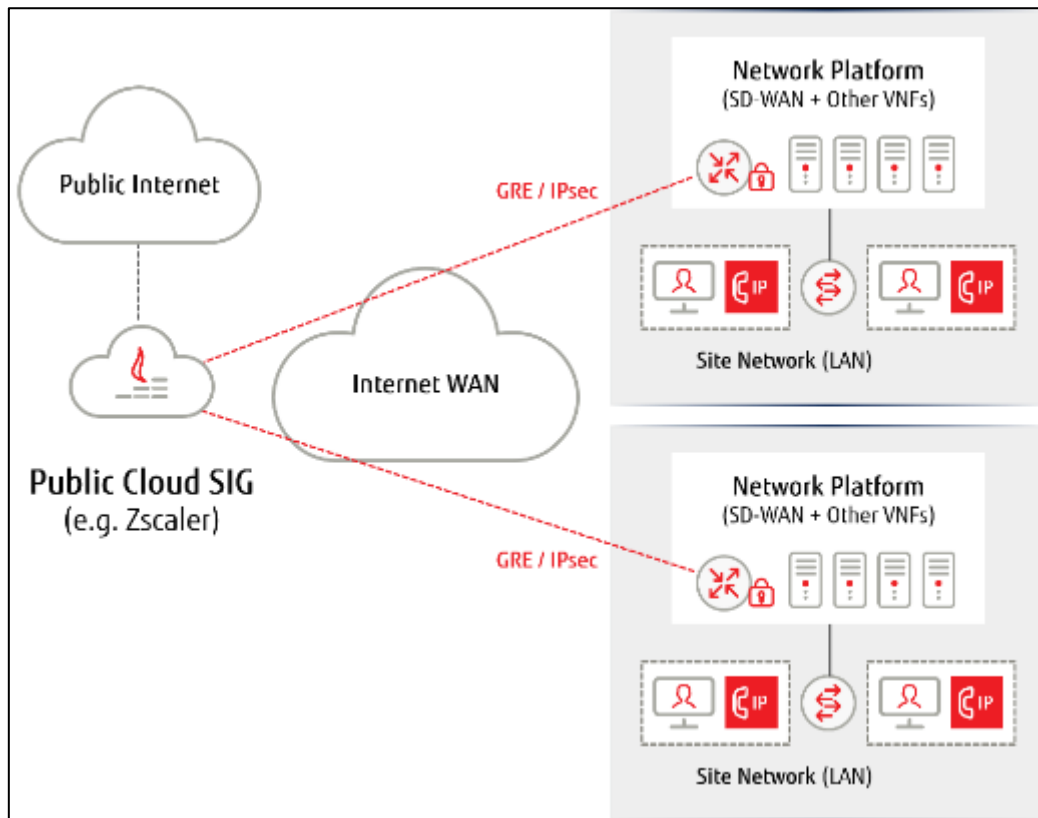 Network Platform
(SD-WAN + Other VNFs)
Public Internet
GRE / IPsec
IP
IP
Site Network (LAN)
Internet WAN
Public Cloud SIG
(e.g. Zscaler)
Network Platform
(SD-WAN + Other VNFs)
GRE / IPsec
IP
IP
Site Network (LAN)